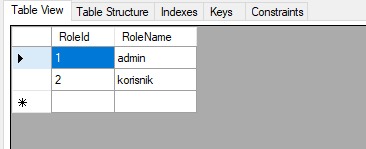 Table View Table Structure Indexes Keys Constraints
RoleId RoleName
1 admin
2 korisnik